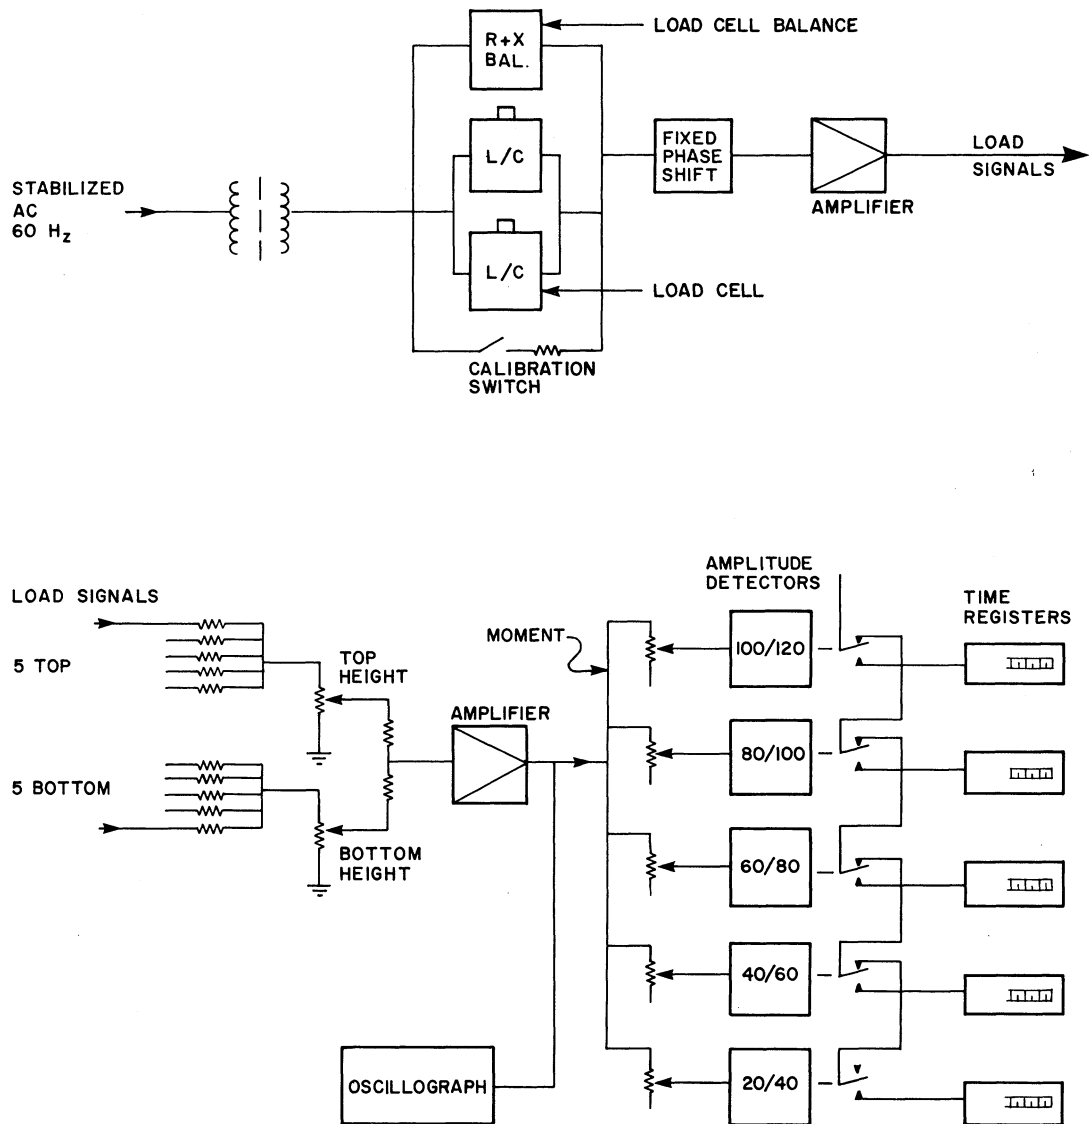 R+X
BAL.
LOAD CELL BALANCE
L/C
FIXED
PHASE
SHIFT
LOAD
SIGNALS
AMPLIFIER
STABILIZED
AC
60 Hz
L/C
LOAD CELL
CALIBRATION
SWITCH
LOAD SIGNALS
5 TOP
TOP
HEIGHT
5 BOTTOM
BOTTOM
HEIGHT
AMPLIFIER
MOMENT
OSCILLOGRAPH
AMPLITUDE
DETECTORS
TIME
REGISTERS
100/120
80/100
60/80
40/60
20/40